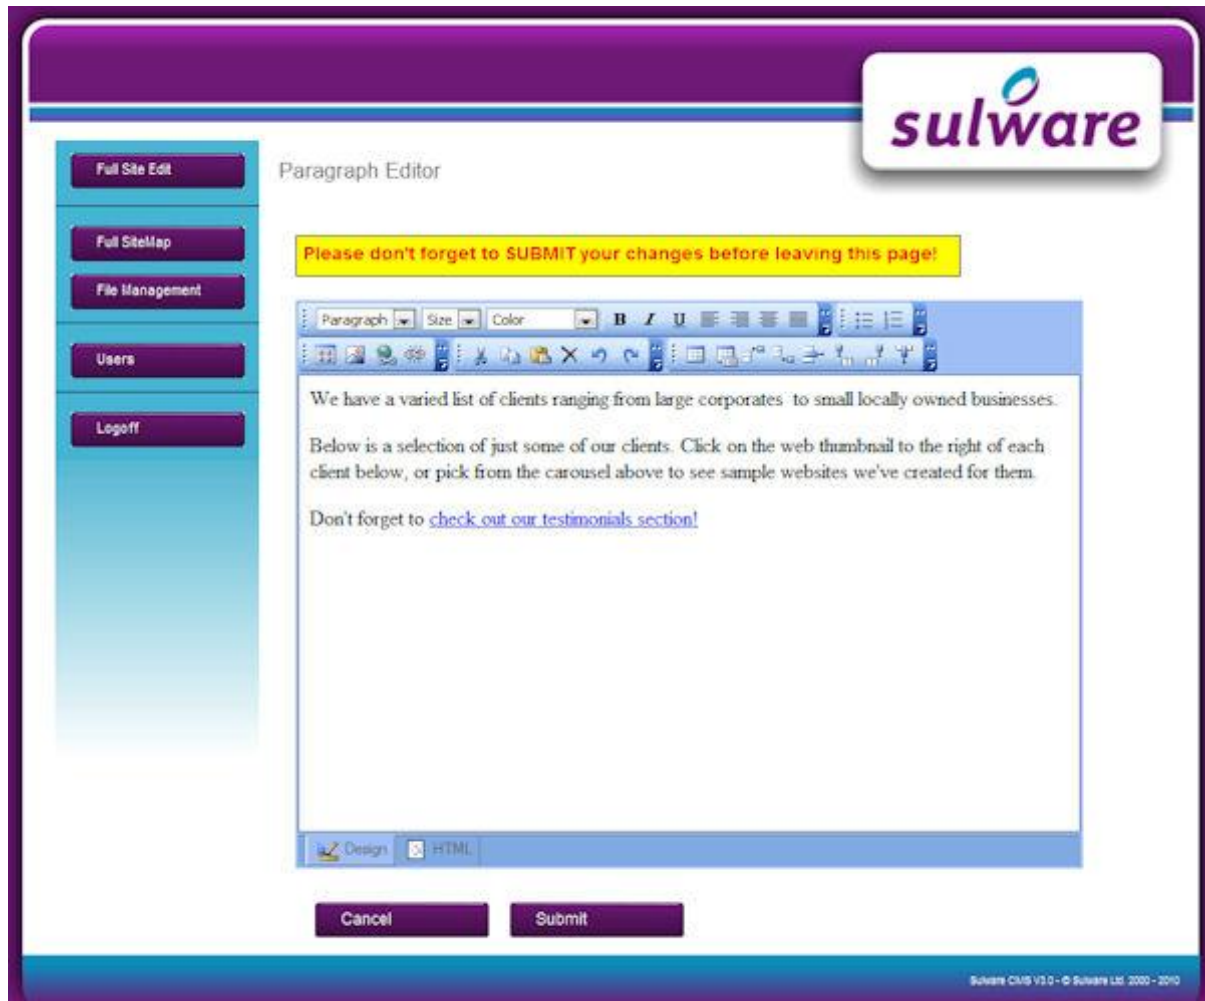 sulware
Full Site Edit
Paragraph Editor
Full SiteMap
Please don't forget to SUBMIT your changes before leaving this page!
File Management
Paragraph Size Color B I U
Users
We have a varied list of clients ranging from large corporates to small locally owned businesses.
Logoff
Below is a selection of just some of our clients. Click on the web thumbnail to the right of each
client below, or pick from the carousel above to see sample websites we've created for them.
Don't forget to check out our testimonials section!
Design HTML
Cancel Submit
Sulware CMS V3.0 - © Sulware Ltd. 2000 - 2010